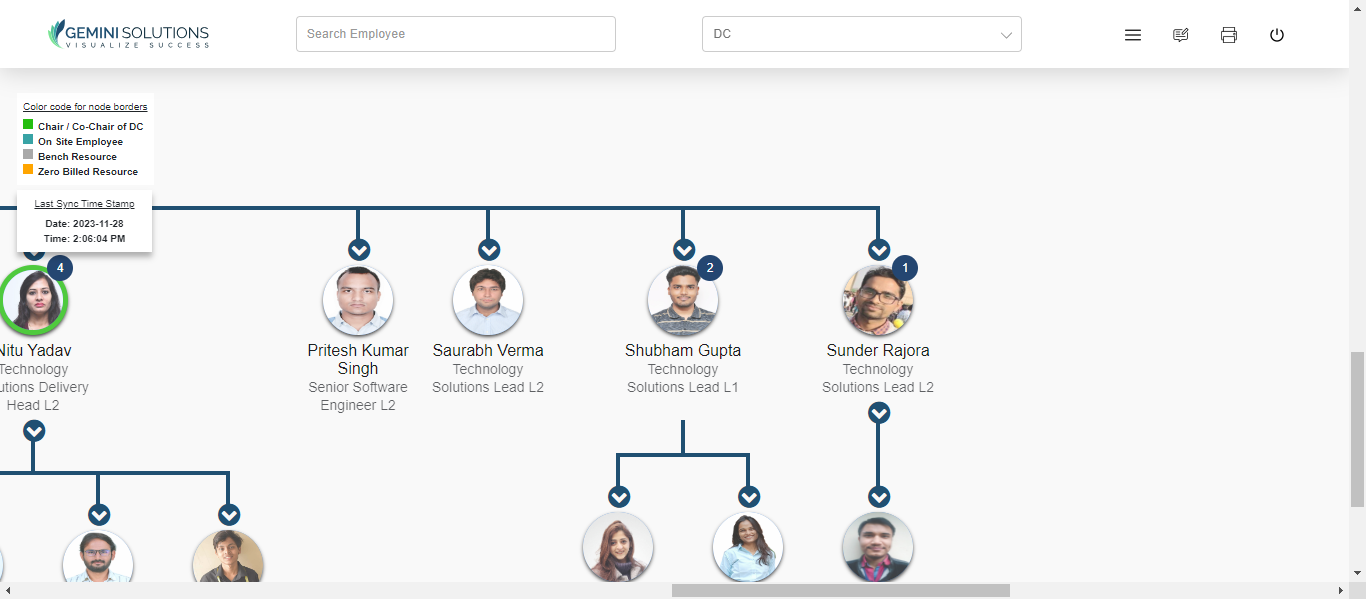 GEMINI SOLUTIONS
VISUALIZE SUCCESS
Search Employee
DC
Color code for node borders
Chair / Co-Chair of DC
On Site Employee
Bench Resource
Zero Billed Resource
Last Sync Time Stamp
Date: 2023-11-28
Time: 2:06:04 PM
4
2
1
Nitu Yadav
Technology
utions Delivery
Head L2
Pritesh Kumar
Singh
Senior Software
Engineer L2
Saurabh Verma
Technology
Solutions Lead L2
Shubham Gupta
Technology
Solutions Lead L1
Sunder Rajora
Technology
Solutions Lead L2